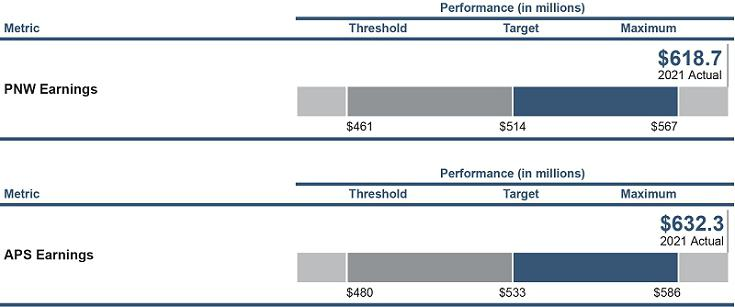 Performance (in millions)
Metric Threshold Target Maximum
$618.7
2021 Actual
PNW Earnings
$461 $514 $567
Performance (in millions)
Metric Threshold Target Maximum
$632.3
2021 Actual
APS Earnings
$480 $533 $586